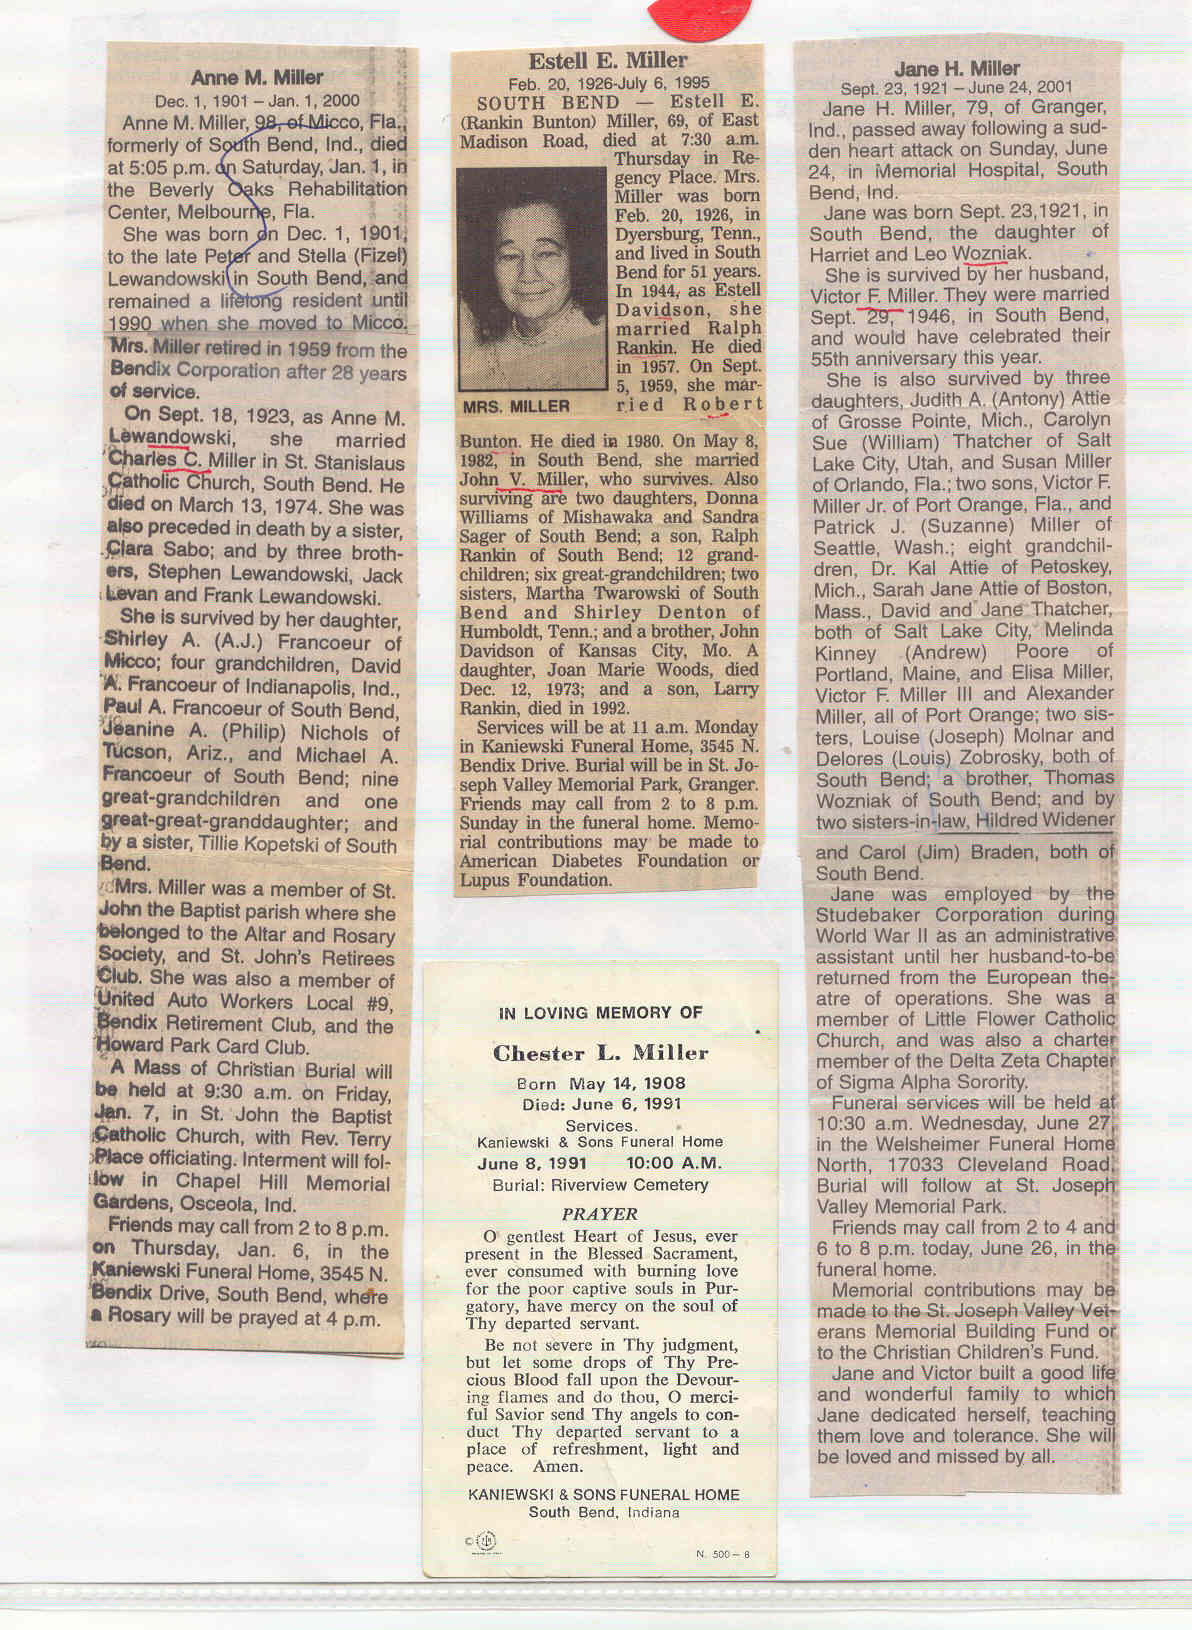 Anne M. Miller
Dec. 1, 1901 – Jan. 1, 2000
Anne M. Miller, 98, of Micco, Fla.,
formerly of South Bend, Ind., died
at 5:05 p.m. on Saturday, Jan. 1, in
the Beverly Oaks Rehabilitation
Center, Melbourne, Fla.
She was born on Dec. 1, 1901,
to the late Peter and Stella (Fizel)
Lewandowski in South Bend, and
remained a lifelong resident until
1990 when she moved to Micco.
Mrs. Miller retired in 1959 from the
Bendix Corporation after 28 years
of service.
On Sept. 18, 1923, as Anne M.
Lewandowski, she married
Charles C. Miller in St. Stanislaus
Catholic Church, South Bend. He
died on March 13, 1974. She was
also preceded in death by a sister,
Clara Sabo; and by three broth-
ers, Stephen Lewandowski, Jack
Levan and Frank Lewandowski.
She is survived by her daughter,
Shirley A. (A.J.) Francoeur of
Micco; four grandchildren, David
A. Francoeur of Indianapolis, Ind.,
Paul A. Francoeur of South Bend,
Jeanine A. (Philip) Nichols of
Tucson, Ariz., and Michael A.
Francoeur of South Bend; nine
great-grandchildren and one
great-great-granddaughter; and
by a sister, Tillie Kopetski of South
Bend.
Mrs. Miller was a member of St.
John the Baptist parish where she
belonged to the Altar and Rosary
Society, and St. John's Retirees
Club. She was also a member of
United Auto Workers Local #9,
Bendix Retirement Club, and the
Howard Park Card Club.
A Mass of Christian Burial will
be held at 9:30 a.m. on Friday,
Jan. 7, in St. John the Baptist
Catholic Church, with Rev. Terry
Place officiating. Interment will fol-
low in Chapel Hill Memorial
Gardens, Osceola, Ind.
Friends may call from 2 to 8 p.m.
on Thursday, Jan. 6, in the
Kaniewski Funeral Home, 3545 N.
Bendix Drive, South Bend, where
a Rosary will be prayed at 4 p.m.
Estell E. Miller
Feb. 20, 1926-July 6, 1995
SOUTH BEND — Estell E.
(Rankin Bunton) Miller, 69, of East
Madison Road, died at 7:30 a.m.
Thursday in Re-
gency Place. Mrs.
Miller was born
Feb. 20, 1926, in
Dyersburg, Tenn.,
and lived in South
Bend for 51 years.
In 1944, as Estell
Davidson, she
married Ralph
Rankin. He died
in 1957. On Sept.
5, 1959, she mar-
ried Robert
MRS. MILLER
Bunton. He died in 1980. On May 8,
1982, in South Bend, she married
John V. Miller, who survives. Also
surviving are two daughters, Donna
Williams of Mishawaka and Sandra
Sager of South Bend; a son, Ralph
Rankin of South Bend; 12 grand-
children; six great-grandchildren; two
sisters, Martha Twarowski of South
Bend and Shirley Denton of
Humboldt, Tenn.; and a brother, John
Davidson of Kansas City, Mo. A
daughter, Joan Marie Woods, died
Dec. 12, 1973; and a son, Larry
Rankin, died in 1992.
Services will be at 11 a.m. Monday
in Kaniewski Funeral Home, 3545 N.
Bendix Drive. Burial will be in St. Jo-
seph Valley Memorial Park, Granger.
Friends may call from 2 to 8 p.m.
Sunday in the funeral home. Memo-
rial contributions may be made to
American Diabetes Foundation or
Lupus Foundation.
IN LOVING MEMORY OF
Chester L. Miller
Born May 14, 1908
Died: June 6, 1991
Services.
Kaniewski & Sons Funeral Home
June 8, 1991 10:00 A.M.
Burial: Riverview Cemetery
PRAYER
O gentlest Heart of Jesus, ever
present in the Blessed Sacrament,
ever consumed with burning love
for the poor captive souls in Pur-
gatory, have mercy on the soul of
Thy departed servant.
Be not severe in Thy judgment,
but let some drops of Thy Pre-
cious Blood fall upon the Devour-
ing flames and do thou, O merci-
ful Savior send Thy angels to con-
duct Thy departed servant to a
place of refreshment, light and
peace. Amen.
KANIEWSKI & SONS FUNERAL HOME
South Bend, Indiana
©
N. 500 – 8
Jane H. Miller
Sept. 23, 1921 – June 24, 2001
Jane H. Miller, 79, of Granger,
Ind., passed away following a sud-
den heart attack on Sunday, June
24, in Memorial Hospital, South
Bend, Ind.
Jane was born Sept. 23,1921, in
South Bend, the daughter of
Harriet and Leo Wozniak.
She is survived by her husband,
Victor F. Miller. They were married
Sept. 29, 1946, in South Bend,
and would have celebrated their
55th anniversary this year.
She is also survived by three
daughters, Judith A. (Antony) Attie
of Grosse Pointe, Mich., Carolyn
Sue (William) Thatcher of Salt
Lake City, Utah, and Susan Miller
of Orlando, Fla.; two sons, Victor F.
Miller Jr. of Port Orange, Fla., and
Patrick J. (Suzanne) Miller of
Seattle, Wash.; eight grandchil-
dren, Dr. Kal Attie of Petoskey,
Mich., Sarah Jane Attie of Boston,
Mass., David and Jane Thatcher,
both of Salt Lake City, Melinda
Kinney (Andrew) Poore of
Portland, Maine, and Elisa Miller,
Victor F. Miller III and Alexander
Miller, all of Port Orange; two sis-
ters, Louise (Joseph) Molnar and
Delores (Louis) Zobrosky, both of
South Bend; a brother, Thomas
Wozniak of South Bend; and by
two sisters-in-law, Hildred Widener
and Carol (Jim) Braden, both of
South Bend.
Jane was employed by the
Studebaker Corporation during
World War II as an administrative
assistant until her husband-to-be
returned from the European the-
atre of operations. She was a
member of Little Flower Catholic
Church, and was also a charter
member of the Delta Zeta Chapter
of Sigma Alpha Sorority.
Funeral services will be held at
10:30 a.m. Wednesday, June 27,
in the Welsheimer Funeral Home
North, 17033 Cleveland Road.
Burial will follow at St. Joseph
Valley Memorial Park.
Friends may call from 2 to 4 and
6 to 8 p.m. today, June 26, in the
funeral home.
Memorial contributions may be
made to the St. Joseph Valley Vet-
erans Memorial Building Fund or
to the Christian Children's Fund.
Jane and Victor built a good life
and wonderful family to which
Jane dedicated herself, teaching
them love and tolerance. She will
be loved and missed by all.